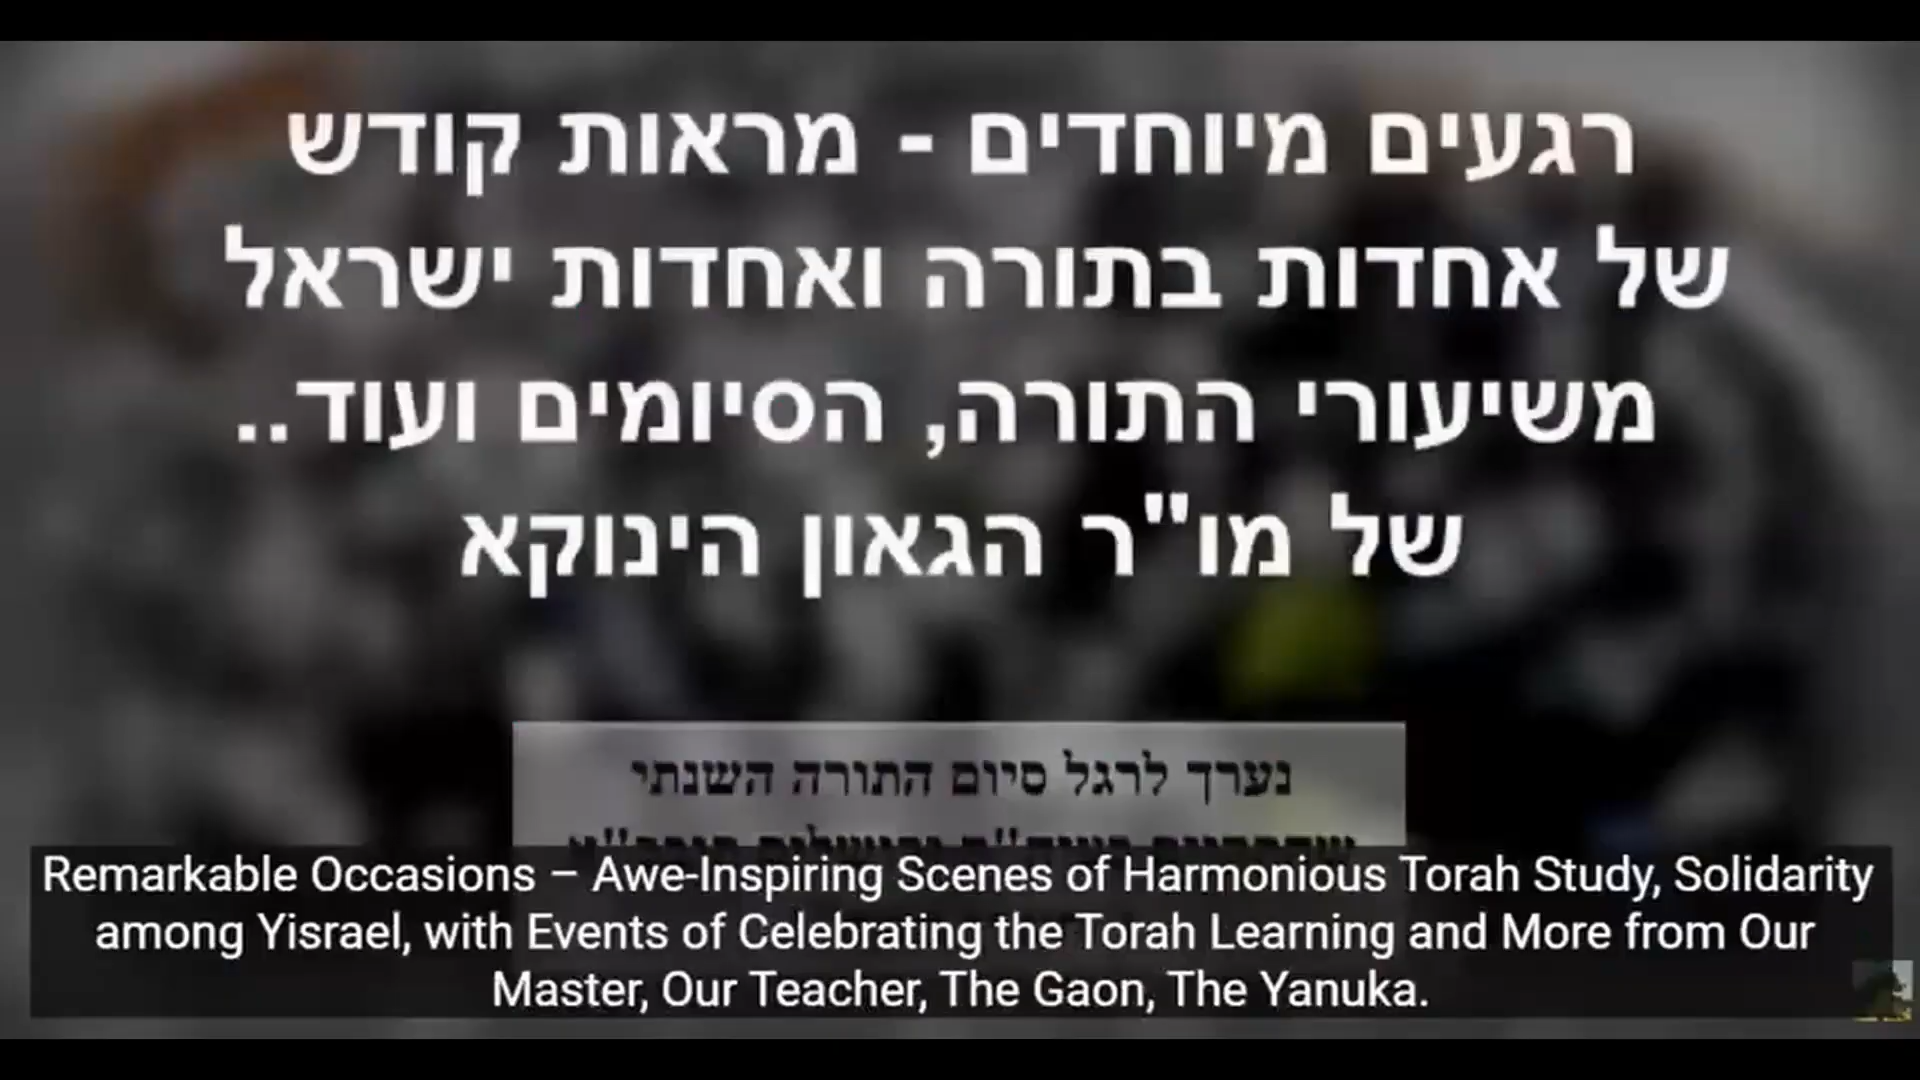 רגעים מיוחדים - מראות קודש
של אחדות בתורה ואחדות ישראל
משיעורי התורה, הסיומים ועוד..
של מו"ר הגאון הינוקא
נערך לרגל סיום התורה השנתי
Remarkable Occasions – Awe-Inspiring Scenes of Harmonious Torah Study, Solidarity
among Yisrael, with Events of Celebrating the Torah Learning and More from Our
Master, Our Teacher, The Gaon, The Yanuka.